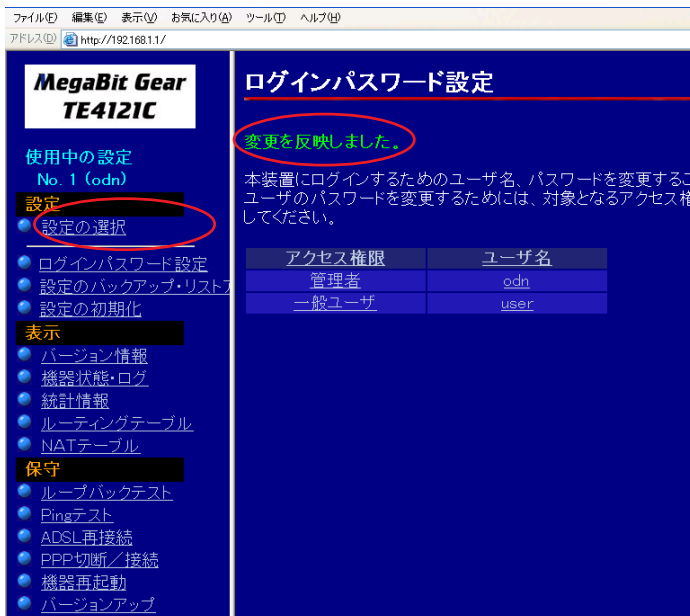 ファイル(F) 編集(E) 表示(V) お気に入り(A) ツール(T) ヘルプ(H)
アドレス(D) http://192.168.1.1/
MegaBit Gear
TE4121C
使用中の設定
No. 1 (odn)
設定
設定の選択
ログインパスワード設定
設定のバックアップ・リストア
設定の初期化
表示
バージョン情報
機器状態・ログ
統計情報
ルーティングテーブル
NATテーブル
保守
ループバックテスト
Pingテスト
ADSL再接続
PPP切断／接続
機器再起動
バージョンアップ
ログインパスワード設定
変更を反映しました。
本装置にログインするためのユーザ名、パスワードを変更するこ
ユーザのパスワードを変更するためには、対象となるアクセス権
してください。
アクセス権限 ユーザ名
管理者 odn
一般ユーザ user